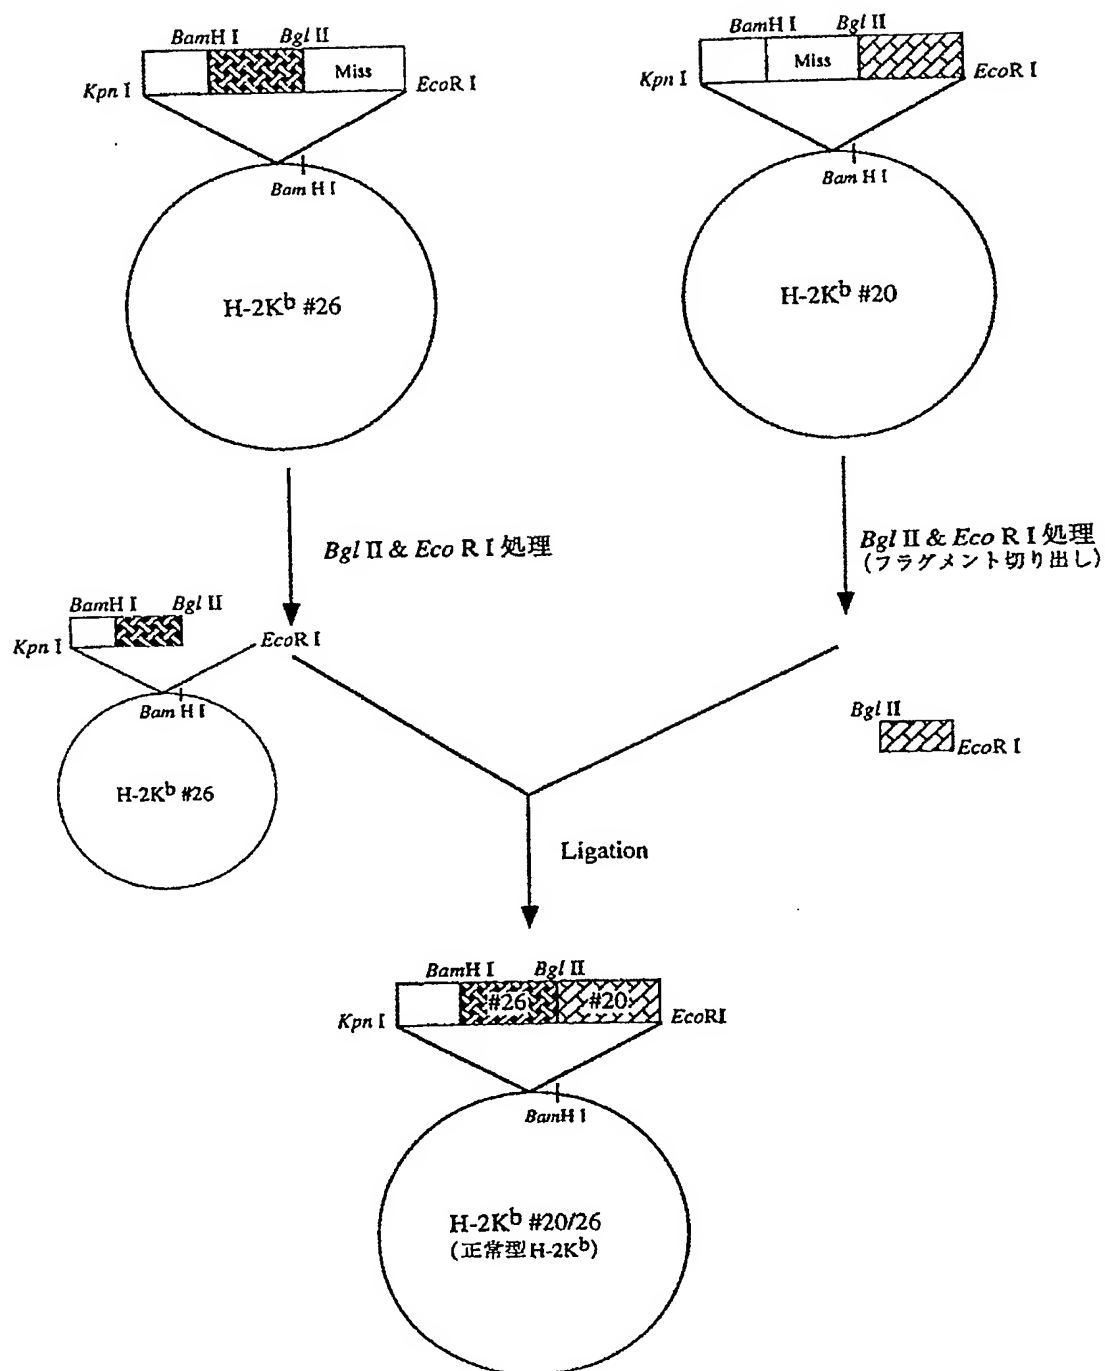 BamH I
Bgl II
Miss
Kpn I
EcoR I
Bam H I
H-2Kb #26
BamH I
Bgl II
Miss
Kpn I
EcoR I
Bam H I
H-2Kb #20
Bgl II & Eco R I 処理
Bgl II & Eco R I 処理
(フラグメント切り出し)
BamH I
Bgl II
Kpn I
EcoR I
Bam H I
H-2Kb #26
Bgl II
EcoR I
Ligation
BamH I
Bgl II
#26
#20
Kpn I
EcoRI
BamH I
H-2Kb #20/26
(正常型H-2Kb)